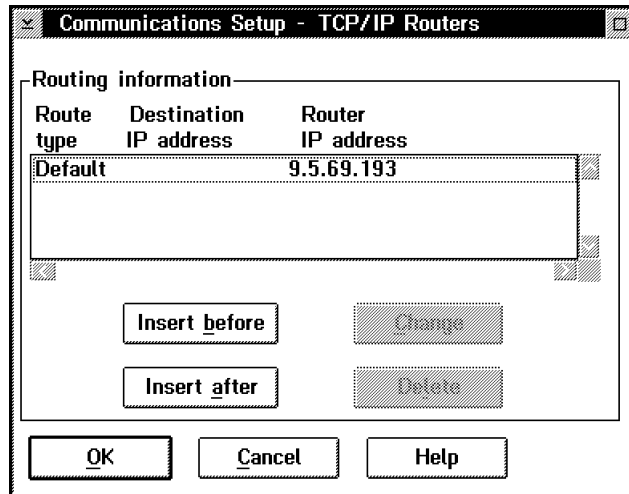 Communications Setup - TCP/IP Routers
Routing information
Route Destination Router
type IP address IP address
Default 9.5.69.193
Insert before Change
Insert after Delete
OK Cancel Help